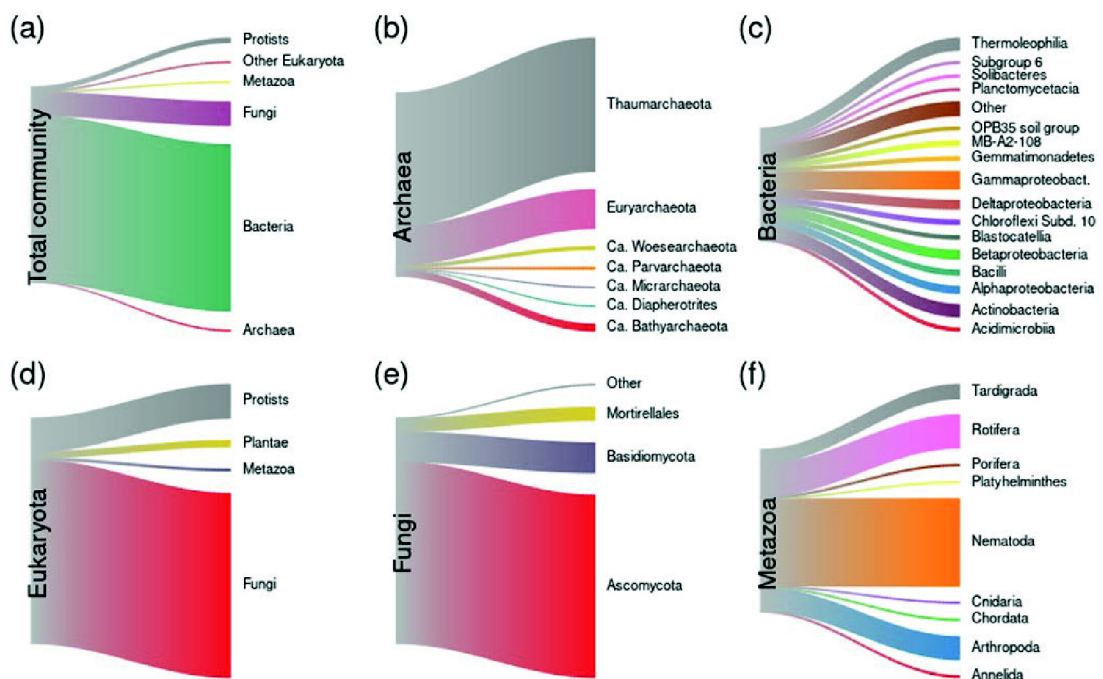 (a)
Protists
Other Eukaryota
Metazoa
Fungi
Bacteria
Archaea
Total community
(b)
Thaumarchaeota
Euryarchaeota
Ca. Woesearchaeota
Ca. Parvarchaeota
Ca. Micrarchaeota
Ca. Diapherotrites
Ca. Bathyarchaeota
Archaea
(c)
Thermoleophilia
Subgroup 6
Solibacteres
Planctomycetacia
Other
OPB35 soil group
MB-A2-108
Gemmatimonadetes
Gammaproteobact.
Deltaproteobacteria
Chloroflexi Subd. 10
Blastocatellia
Betaproteobacteria
Bacilli
Alphaproteobacteria
Actinobacteria
Acidimicrobiia
Bacteria
(d)
Protists
Plantae
Metazoa
Fungi
Eukaryota
(e)
Other
Mortirellales
Basidiomycota
Ascomycota
Fungi
(f)
Tardigrada
Rotifera
Porifera
Platyhelminthes
Nematoda
Cnidaria
Chordata
Arthropoda
Annelida
Metazoa